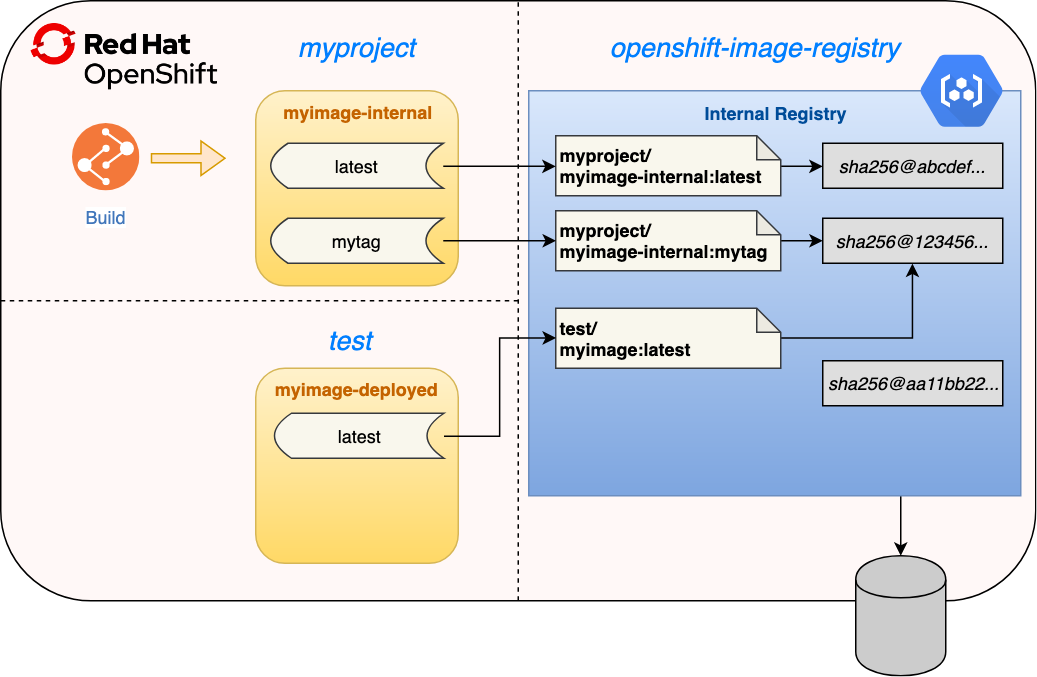 Red Hat
OpenShift
myproject
openshift-image-registry
myimage-internal
Internal Registry
latest
myproject/
myimage-internal:latest
sha256@abcdef...
Build
mytag
myproject/
myimage-internal:mytag
sha256@123456...
test
test/
myimage:latest
myimage-deployed
sha256@aa11bb22...
latest